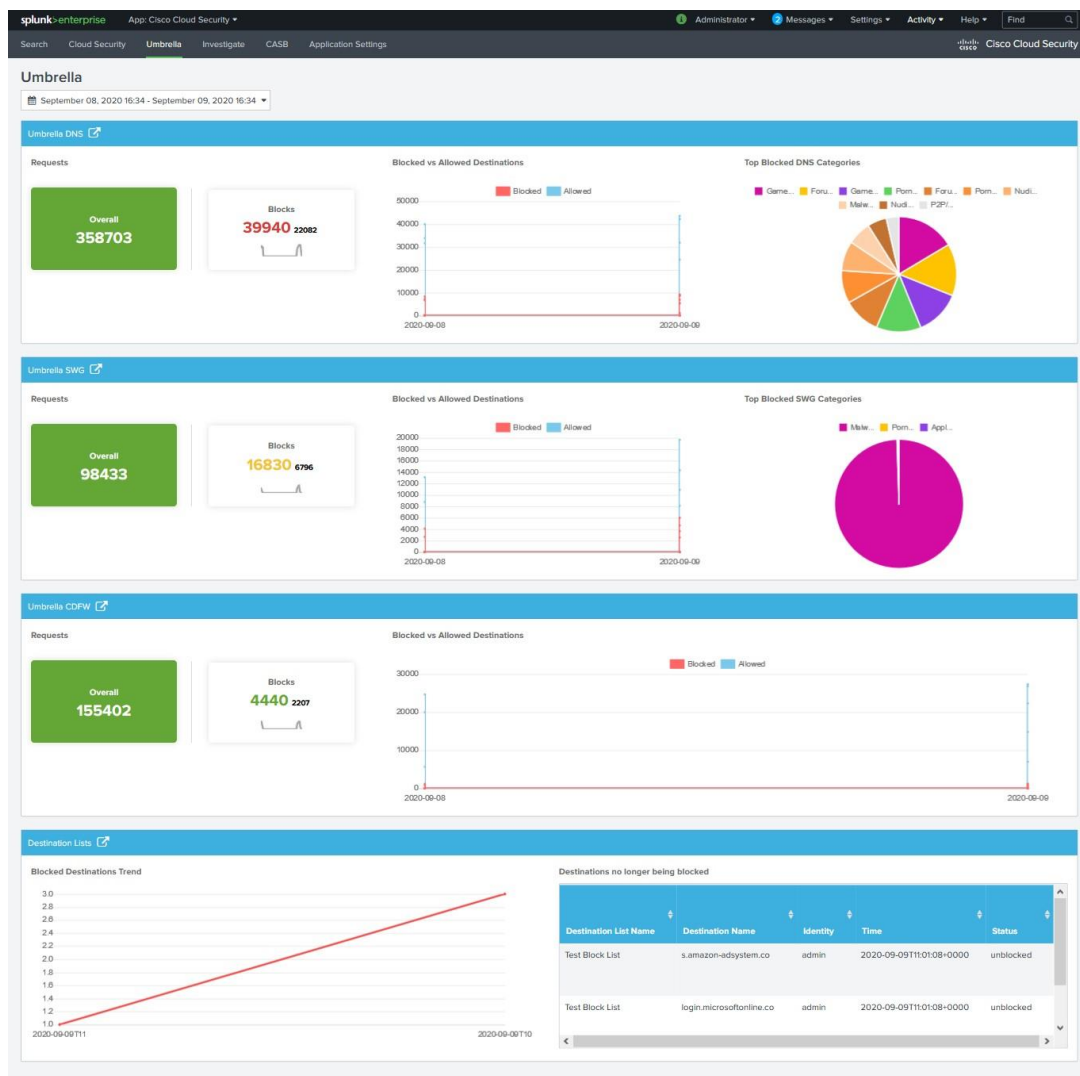 splunk>enterprise App: Cisco Cloud Security i Administrator 2 Messages Settings Activity Help Find
Search Cloud Security Umbrella Investigate CASB Application Settings cisco Cisco Cloud Security
Umbrella
September 08, 2020 16:34 - September 09, 2020 16:34
Umbrella DNS
Requests
Overall
358703
Blocks
39940 22082
Blocked vs Allowed Destinations
Blocked Allowed
50000
40000
30000
20000
10000
0
2020-09-08 2020-09-09
Top Blocked DNS Categories
Game... Foru... Game... Porn... Foru... Porn... Nudi...
Malw... Nudi... P2P/...
Umbrella SWG
Requests
Overall
98433
Blocks
16830 6796
Blocked vs Allowed Destinations
Blocked Allowed
20000
18000
16000
14000
12000
10000
8000
6000
4000
2000
0
2020-09-08 2020-09-09
Top Blocked SWG Categories
Malw... Porn... Appl...
Umbrella CDFW
Requests
Overall
155402
Blocks
4440 2207
Blocked vs Allowed Destinations
Blocked Allowed
30000
20000
10000
0
2020-09-08 2020-09-09
Destination Lists
Blocked Destinations Trend
3.0
2.8
2.6
2.4
2.2
2.0
1.8
1.6
1.4
1.2
1.0
2020-09-09T11 2020-09-09T10
Destinations no longer being blocked
Destination List Name Destination Name Identity Time Status
Test Block List s.amazon-adsystem.co admin 2020-09-09T11:01:08+0000 unblocked
Test Block List login.microsoftonline.co admin 2020-09-09T11:01:08+0000 unblocked